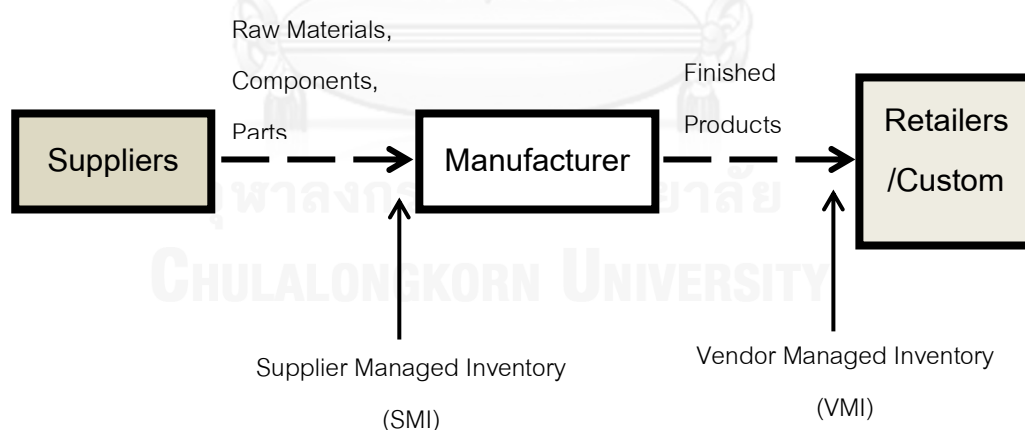 Raw Materials,
Components,
Parts
Finished
Products
Suppliers
Manufacturer
Retailers
/Custom
CHULALONGKORN UNIVERSITY
Supplier Managed Inventory
(SMI)
Vendor Managed Inventory
(VMI)